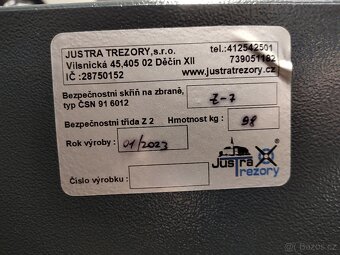 JUSTRA TREZORY,s.r.o. tel.:412542501
Vilsnická 45,405 02 Děčín XII 739051182
IČ :28750152 www.justratrezory.cz
Bezpečnostní skříň na zbraně,
typ ČSN 91 6012 Z-7
Bezpečnostní třída Z 2 Hmotnost kg : 98
Rok výroby : 01/2023
Číslo výrobku :
Justra
Trezory